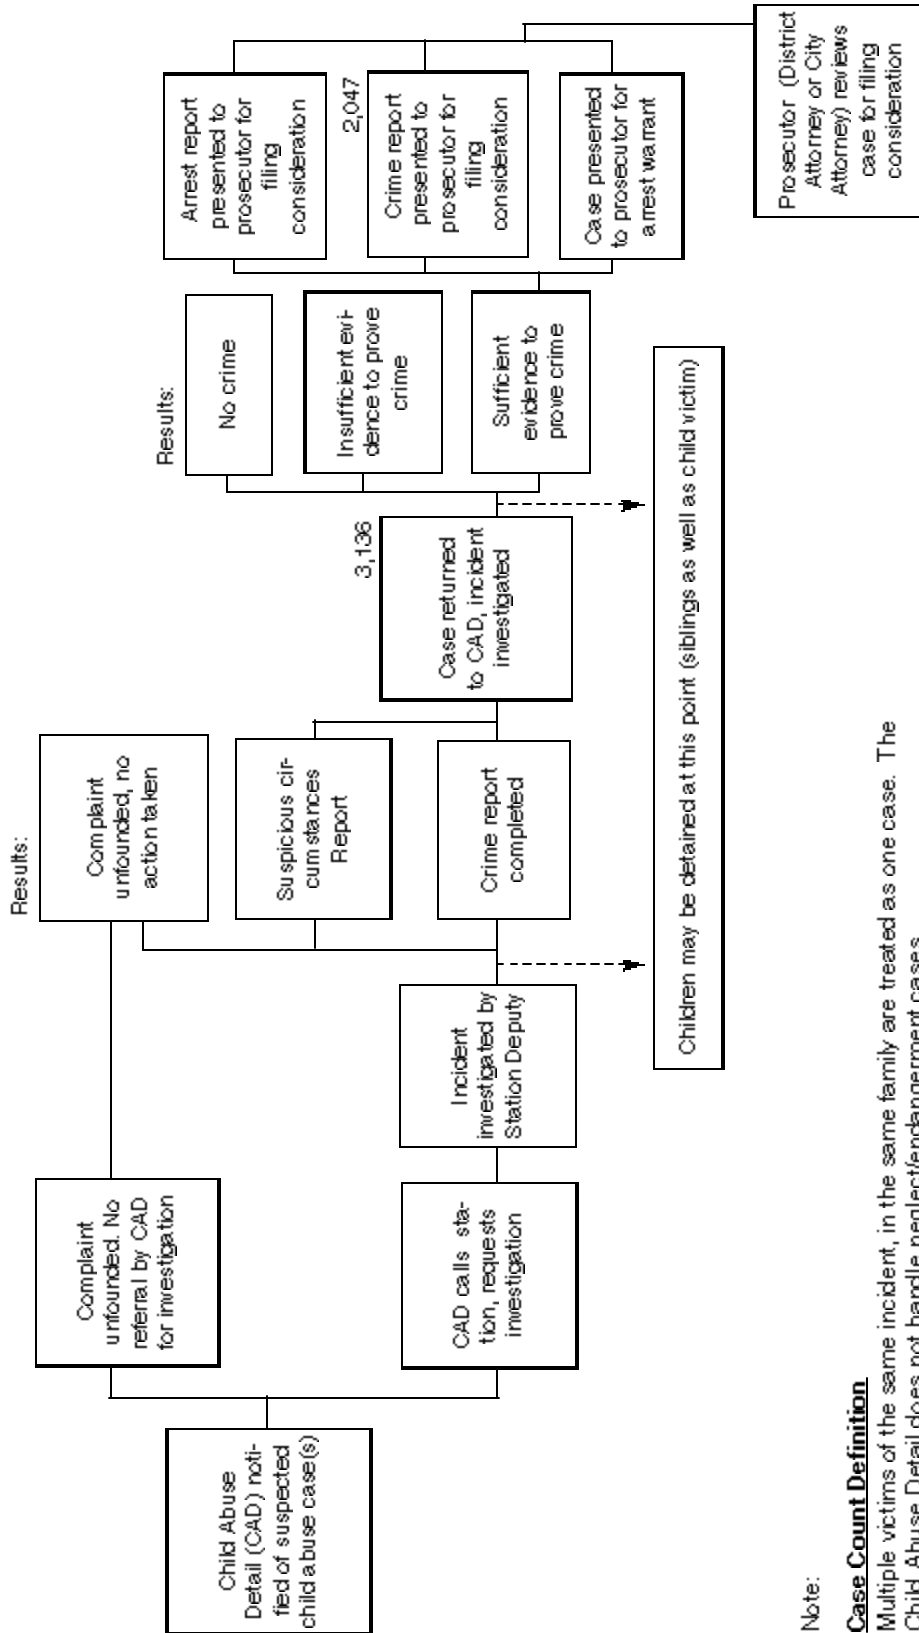 Child Abuse
Detail (CAD) noti-
fied of suspected
child abuse case(s)
Complaint
unfounded. No
referral by CAD
for investigation
CAD calls sta-
tion, requests
investigation
Incident
investigated by
Station Deputy
Results:
Complaint
unfounded, no
action taken
Suspicious cir-
cumstances
Report
Crime report
completed
3,136
Case returned
to CAD, incident
investigated
Results:
No crime
Insufficient evi-
dence to prove
crime
Sufficient
evidence to
prove crime
Arrest report
presented to
prosecutor for
filing
consideration
2,047
Crime report
presented to
prosecutor for
filing
consideration
Case presented
to prosecutor for
arrest warrant
Prosecutor (District
Attorney or City
Attorney) reviews
case for filing
consideration
Children may be detained at this point (siblings as well as child victim)
Note:
Case Count Definition
Multiple victims of the same incident, in the same family are treated as one case. The
Child Abuse Detail does not handle neglect/endangerment cases